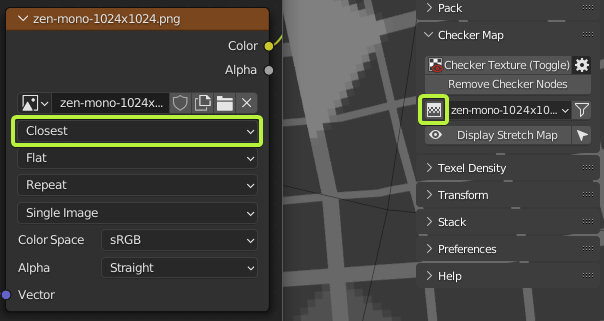 zen-mono-1024x1024.png
Color
Alpha
zen-mono-1024x...
Closest
Flat
Repeat
Single Image
Color Space
sRGB
Alpha
Straight
Vector
Pack
Checker Map
Checker Texture (Toggle)
Remove Checker Nodes
zen-mono-1024x10...
Display Stretch Map
Texel Density
Transform
Stack
Preferences
Help